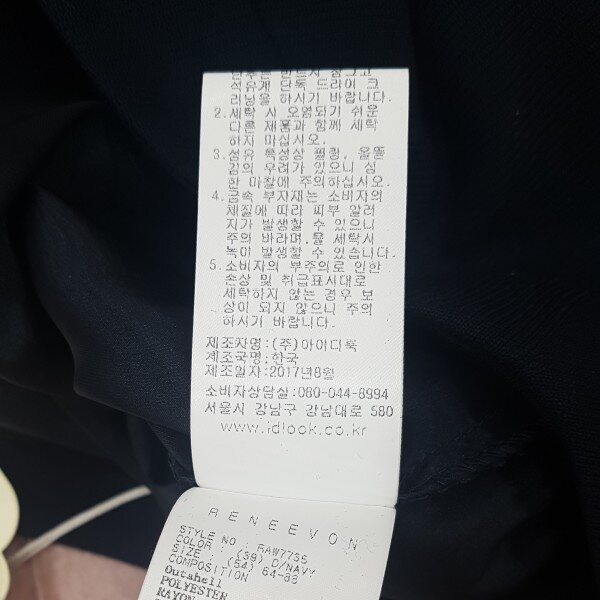 단추는 반드시 잠그고
석유계 단독 드라이 크
리닝을 하시기 바랍니다.
2.세탁 시 오염되기 쉬운
다른 제품과 함께 세탁
하지 마십시오.
3.섬유 특성상 필링, 올뜯
김의 우려가 있으니 심
한 마찰에 주의하십시오.
4.금속 부자재는 소비자의
체질에 따라 피부 알러
지가 발생할 수 있으니
주의 바라며,물 세탁시
녹이 발생할 수 있습니다.
5.소비자의 부주의로 인한
손상 및 취급표시대로
세탁하지 않는 경우 보
상이 되지 않으니 주의
하시기 바랍니다.
제조자명:(주)아이디룩
제조국명:한국
제조일자:2017년8월
소비자상담실:080-044-8994
서울시 강남구 강남대로 580
www.idlook.co.kr
RENEEVON
STYLE NO : RAW7735
COLOR : (39) D/NAVY
SIZE : (54) 64-88
COMPOSITION
Outshell
POLYESTER
RAYON